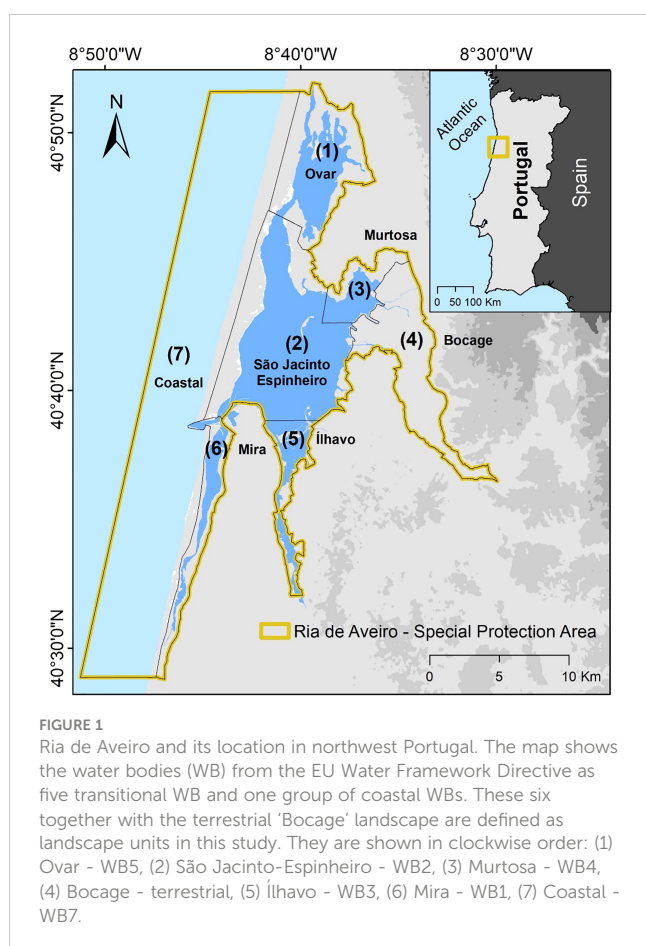 8°50'0"W
8°40'0"W
8°30'0"W
N
40°50'0"N
40°40'0"N
40°30'0"N
(1)
Ovar
Murtosa
(3)
(2)
São Jacinto
Espinheiro
(4)
Bocage
(7)
Coastal
(5)
Ílhavo
(6)
Mira
Atlantic
Ocean
Portugal
Spain
0 50 100 Km
Ria de Aveiro - Special Protection Area
0 5 10 Km
FIGURE 1
Ria de Aveiro and its location in northwest Portugal. The map shows
the water bodies (WB) from the EU Water Framework Directive as
five transitional WB and one group of coastal WBs. These six
together with the terrestrial ‘Bocage’ landscape are defined as
landscape units in this study. They are shown in clockwise order: (1)
Ovar - WB5, (2) São Jacinto-Espinheiro - WB2, (3) Murtosa - WB4,
(4) Bocage - terrestrial, (5) Ílhavo - WB3, (6) Mira - WB1, (7) Coastal -
WB7.